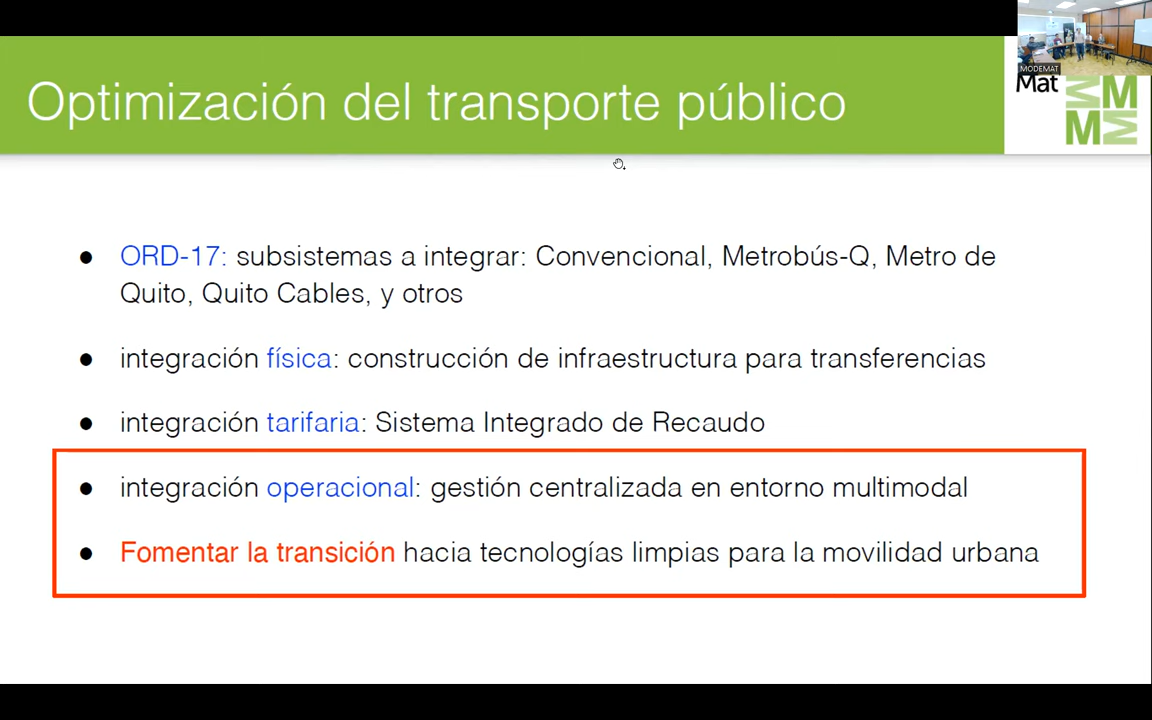 MODEMAT
Mat
Optimización del transporte público
● ORD-17: subsistemas a integrar: Convencional, Metrobús-Q, Metro de
Quito, Quito Cables, y otros
● integración física: construcción de infraestructura para transferencias
● integración tarifaria: Sistema Integrado de Recaudo
● integración operacional: gestión centralizada en entorno multimodal
● Fomentar la transición hacia tecnologías limpias para la movilidad urbana